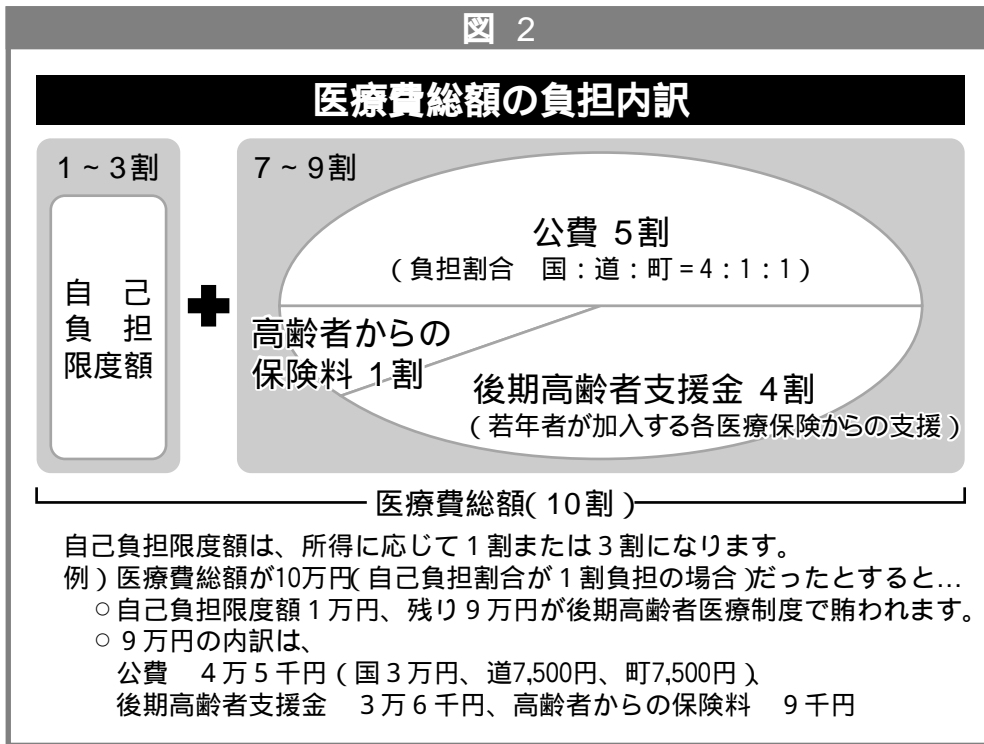 図 2
医療費総額の負担内訳
1~3割
自 己
負 担
限度額
7~9割
公費 5割
(負担割合 国:道:町=4:1:1)
高齢者からの
保険料 1割
後期高齢者支援金 4割
(若年者が加入する各医療保険からの支援)
医療費総額(10割)
自己負担限度額は、所得に応じて1割または3割になります。
例)医療費総額が10万円(自己負担割合が1割負担の場合)だったとすると…
○自己負担限度額1万円、残り9万円が後期高齢者医療制度で賄われます。
○9万円の内訳は、
公費 4万5千円(国3万円、道7,500円、町7,500円)、
後期高齢者支援金 3万6千円、高齢者からの保険料 9千円